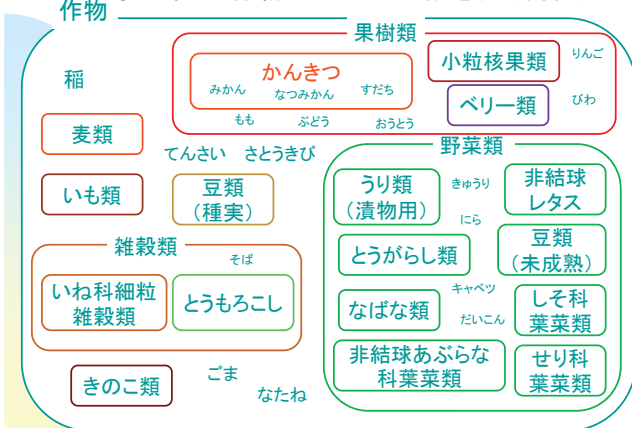 作物
果樹類
かんきつ
みかん なつみかん すだち
小粒核果類
りんご
ベリー類
びわ
もも ぶどう おうとう
稲
麦類
てんさい さとうきび
いも類
豆類
(種実)
雑穀類
そば
いね科細粒
雑穀類
とうもろこし
きのこ類
ごま
なたね
野菜類
うり類
(漬物用)
きゅうり
非結球
レタス
にら
とうがらし類
豆類
(未成熟)
なばな類
キャベツ
だいこん
しそ科
葉菜類
非結球あぶらな
科葉菜類
せり科
葉菜類